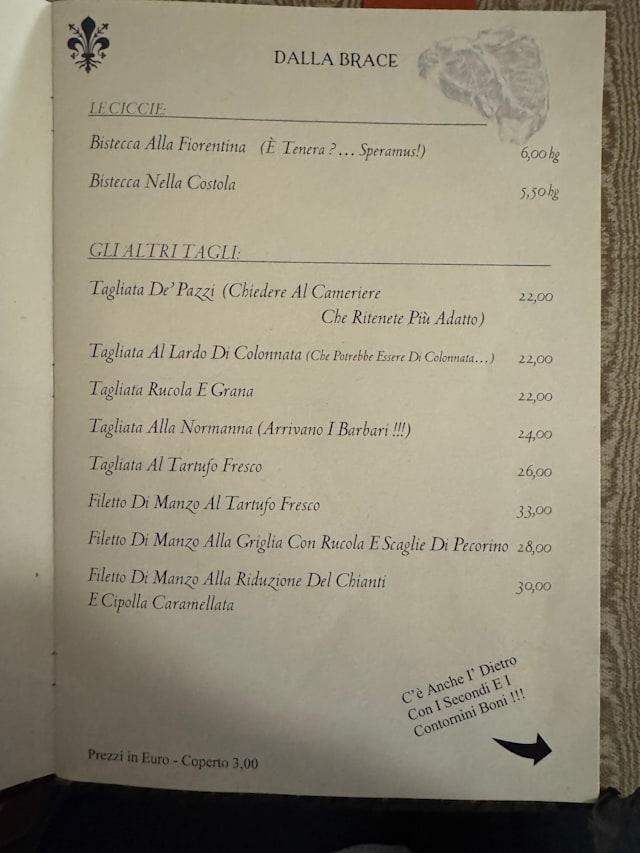 DALLA BRACE
LE CICCIE:
Bistecca Alla Fiorentina (È Tenera ?... Speramus!) 6,00 hg
Bistecca Nella Costola 5,50 hg
GLI ALTRI TAGLI:
Tagliata De' Pazzi (Chiedere Al Cameriere 22,00
Che Ritenete Più Adatto)
Tagliata Al Lardo Di Colonnata (Che Potrebbe Essere Di Colonnata...) 22,00
Tagliata Rucola E Grana 22,00
Tagliata Alla Normanna (Arrivano I Barbari !!!) 24,00
Tagliata Al Tartufo Fresco 26,00
Filetto Di Manzo Al Tartufo Fresco 33,00
Filetto Di Manzo Alla Griglia Con Rucola E Scaglie Di Pecorino 28,00
Filetto Di Manzo Alla Riduzione Del Chianti 30,00
E Cipolla Caramellata
C'è Anche I' Dietro
Con I Secondi E I
Contornini Boni !!!
Prezzi in Euro - Coperto 3,00